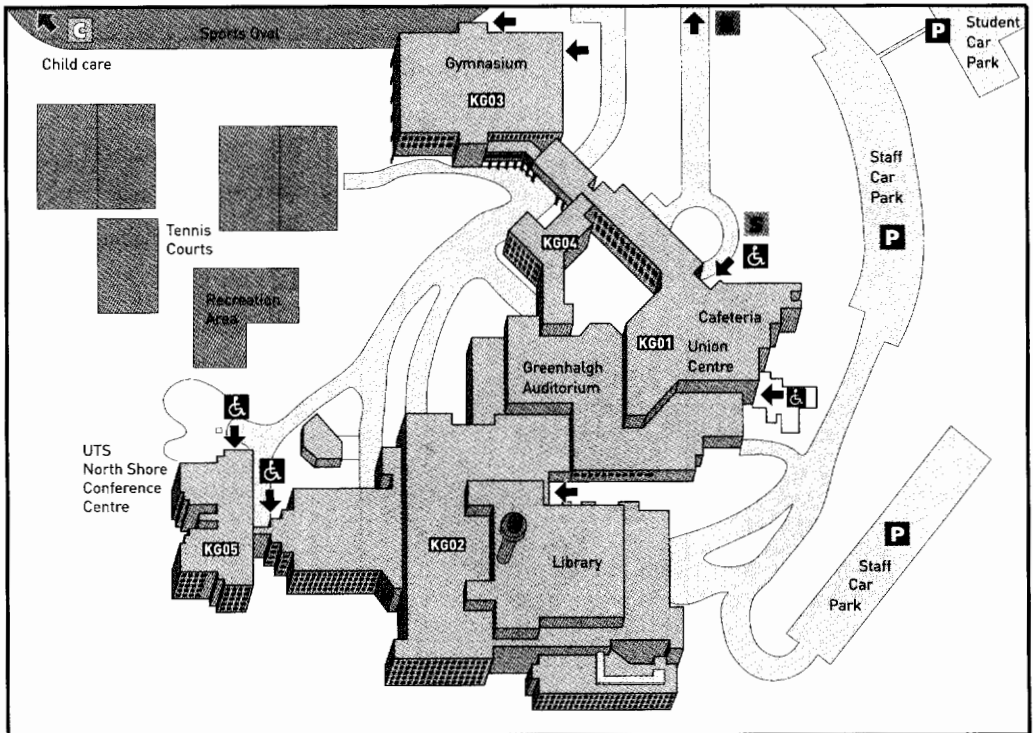 C
Sports Oval
Child care
Gymnasium
KG03
P
Student
Car
Park
Staff
Car
Park
P
Tennis
Courts
KG04
S
Recreation
Area
Cafeteria
KG01
Union
Centre
Greenhalgh
Auditorium
UTS
North Shore
Conference
Centre
KG05
KG02
Library
P
Staff
Car
Park